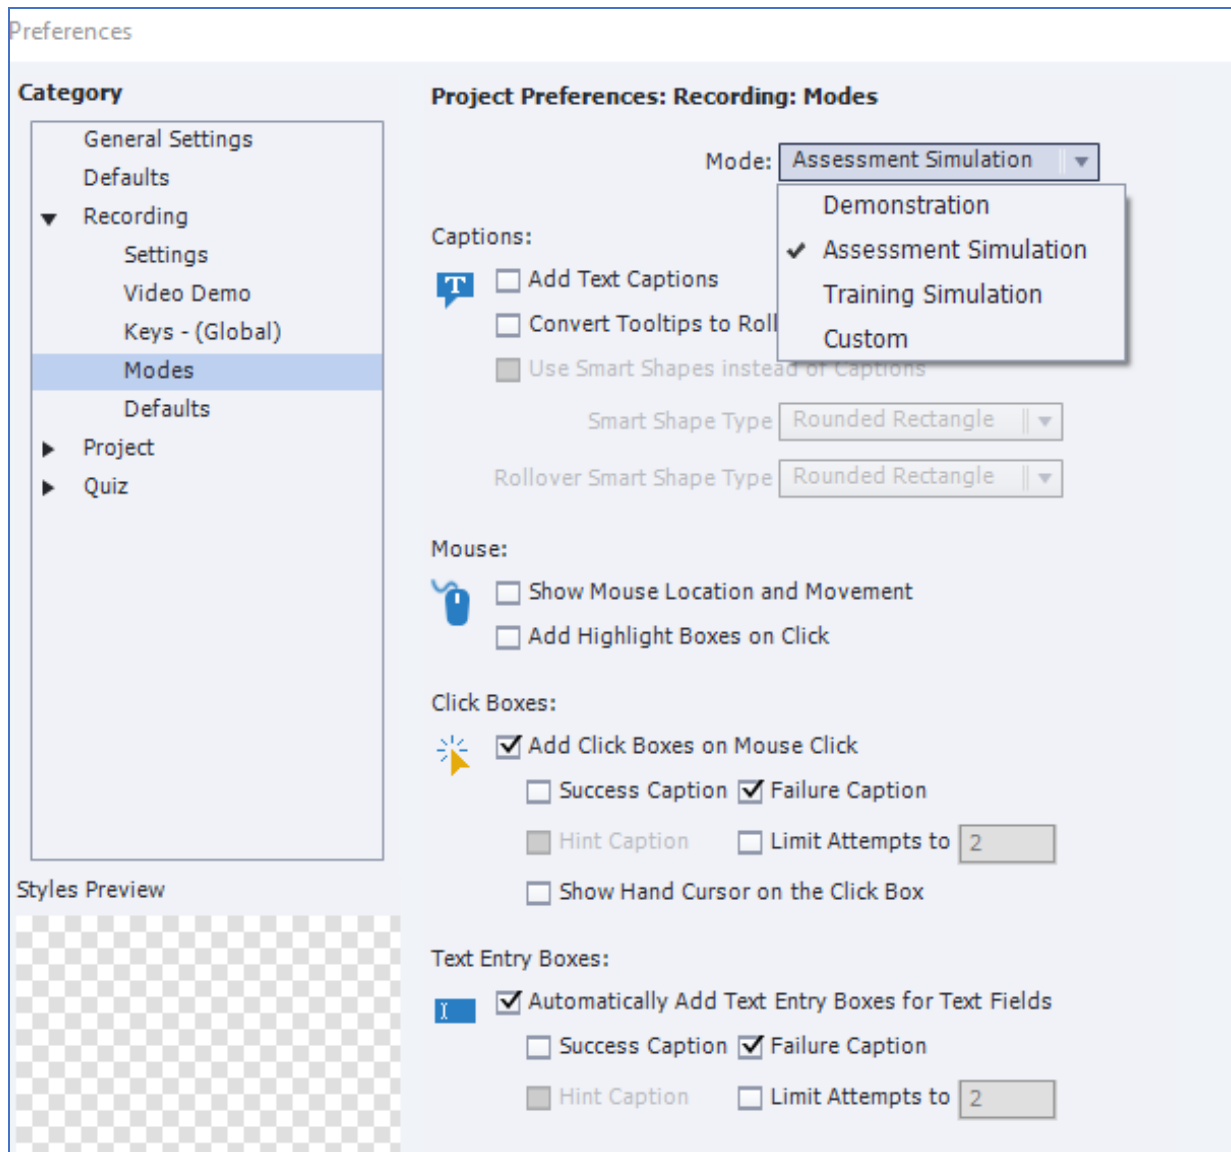 Preferences
Category
General Settings
Defaults
Recording
Settings
Video Demo
Keys - (Global)
Modes
Defaults
Project
Quiz
Styles Preview
Project Preferences: Recording: Modes
Mode: Assessment Simulation
Demonstration
Assessment Simulation
Training Simulation
Custom
Captions:
T
Add Text Captions
Convert Tooltips to Roll
Use Smart Shapes instead of Captions
Smart Shape Type Rounded Rectangle
Rollover Smart Shape Type Rounded Rectangle
Mouse:
Show Mouse Location and Movement
Add Highlight Boxes on Click
Click Boxes:
Add Click Boxes on Mouse Click
Success Caption Failure Caption
Hint Caption Limit Attempts to 2
Show Hand Cursor on the Click Box
Text Entry Boxes:
Automatically Add Text Entry Boxes for Text Fields
Success Caption Failure Caption
Hint Caption Limit Attempts to 2